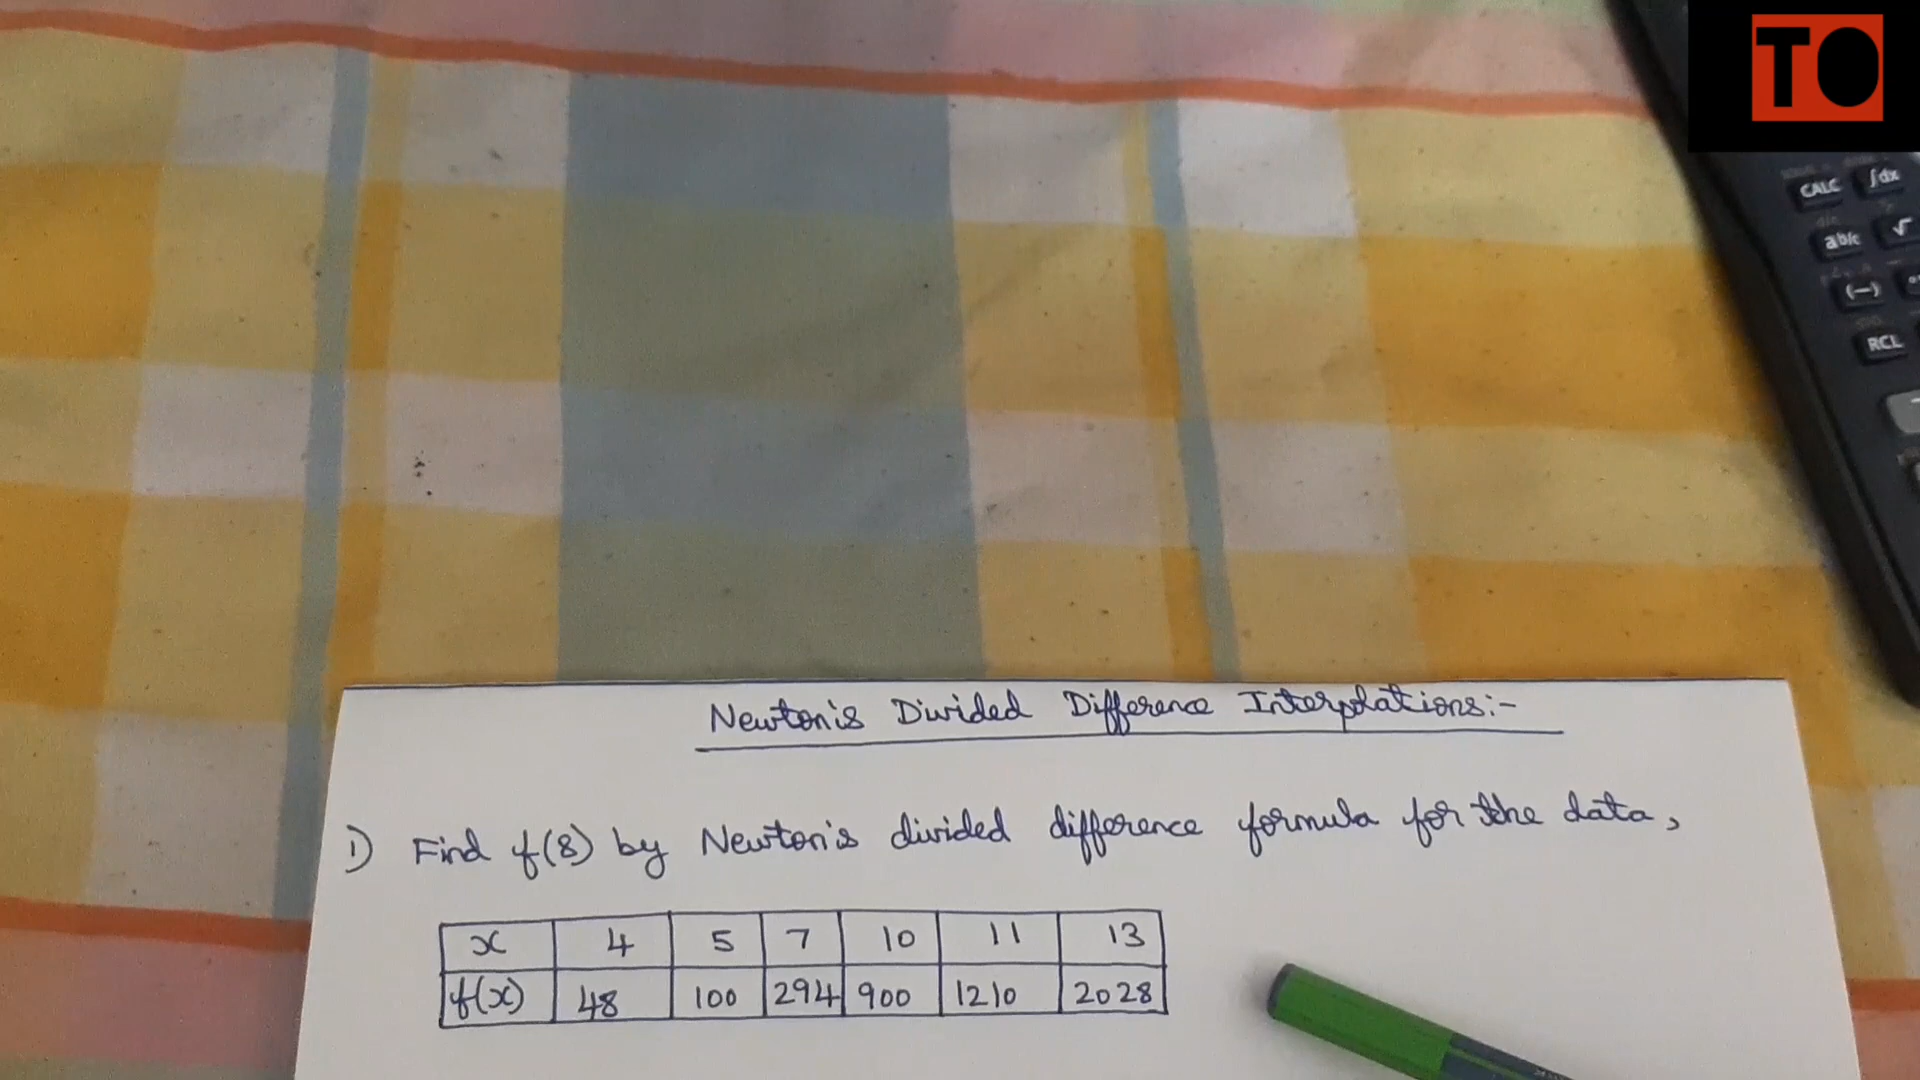 TO
CALC ∫dx
ab/c √
(—)
RCL
Newton's Divided Difference Interpolations:-
1) Find f(8) by Newton's divided difference formula for the data,
x 4 5 7 10 11 13
f(x) 48 100 294 900 1210 2028